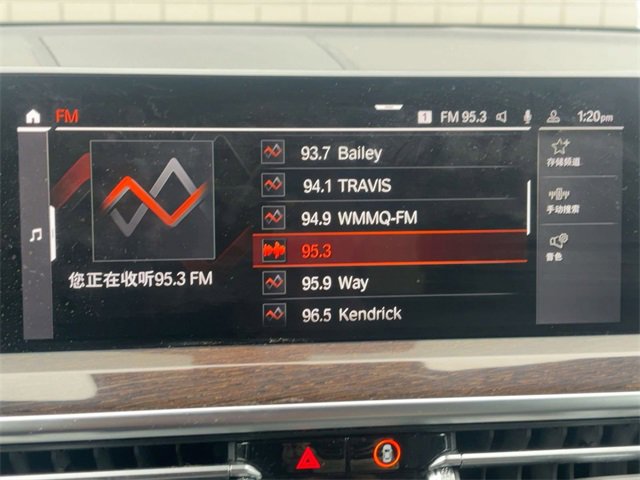 FM
1 FM 95.3 1:20pm
93.7 Bailey
94.1 TRAVIS
94.9 WMMQ-FM
95.3
95.9 Way
96.5 Kendrick
您正在收听95.3 FM
存储频道
手动搜索
音色